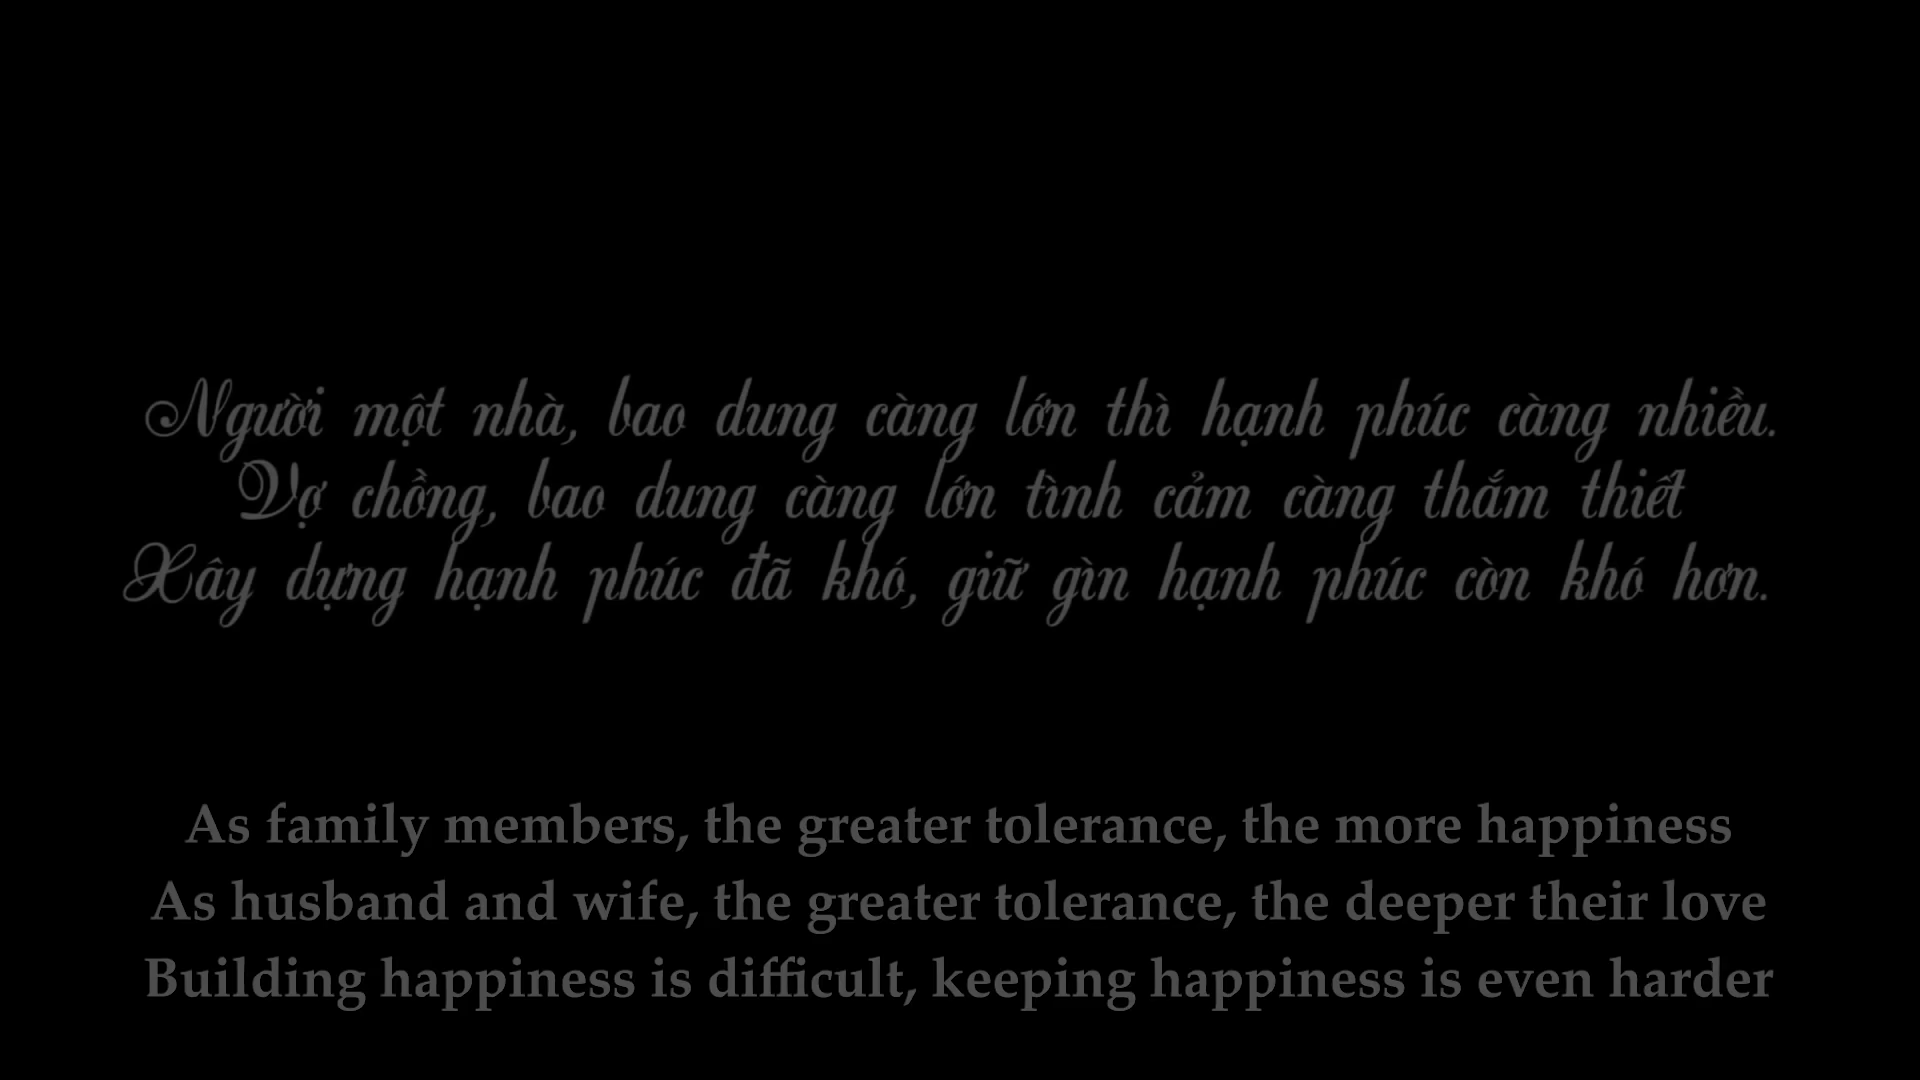 Người một nhà, bao dung càng lớn thì hạnh phúc càng nhiều.
Vợ chồng, bao dung càng lớn tình cảm càng thắm thiết
Xây dựng hạnh phúc đã khó, giữ gìn hạnh phúc còn khó hơn.
As family members, the greater tolerance, the more happiness
As husband and wife, the greater tolerance, the deeper their love
Building happiness is difficult, keeping happiness is even harder